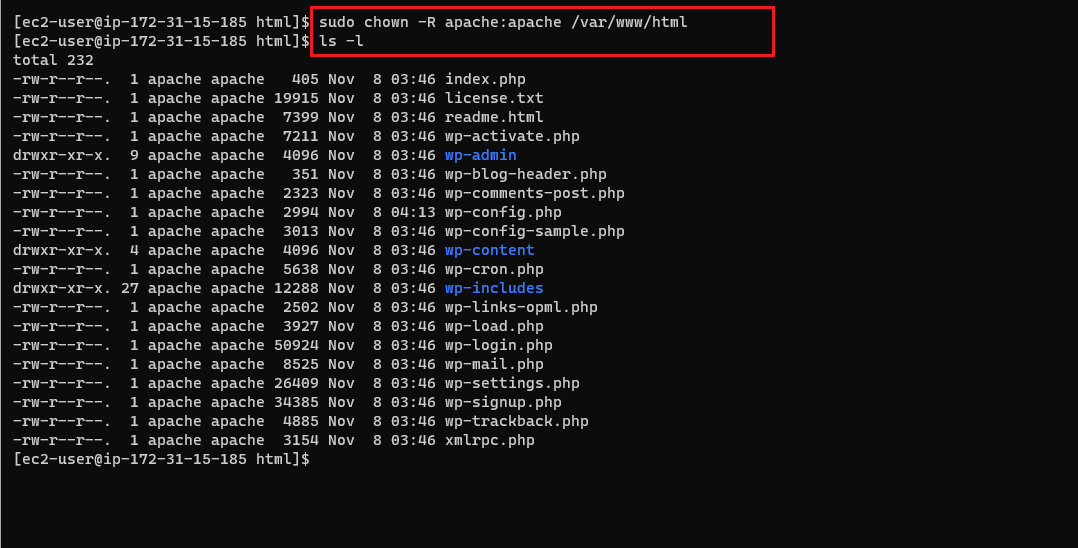 [ec2-user@ip-172-31-15-185 html]$ sudo chown -R apache:apache /var/www/html
[ec2-user@ip-172-31-15-185 html]$ ls -l
total 232
-rw-r--r--.  1 apache apache   405 Nov  8 03:46 index.php
-rw-r--r--.  1 apache apache 19915 Nov  8 03:46 license.txt
-rw-r--r--.  1 apache apache  7399 Nov  8 03:46 readme.html
-rw-r--r--.  1 apache apache  7211 Nov  8 03:46 wp-activate.php
drwxr-xr-x.  9 apache apache  4096 Nov  8 03:46 wp-admin
-rw-r--r--.  1 apache apache   351 Nov  8 03:46 wp-blog-header.php
-rw-r--r--.  1 apache apache  2323 Nov  8 03:46 wp-comments-post.php
-rw-r--r--.  1 apache apache  2994 Nov  8 04:13 wp-config.php
-rw-r--r--.  1 apache apache  3013 Nov  8 03:46 wp-config-sample.php
drwxr-xr-x.  4 apache apache  4096 Nov  8 03:46 wp-content
-rw-r--r--.  1 apache apache  5638 Nov  8 03:46 wp-cron.php
drwxr-xr-x. 27 apache apache 12288 Nov  8 03:46 wp-includes
-rw-r--r--.  1 apache apache  2502 Nov  8 03:46 wp-links-opml.php
-rw-r--r--.  1 apache apache  3927 Nov  8 03:46 wp-load.php
-rw-r--r--.  1 apache apache 50924 Nov  8 03:46 wp-login.php
-rw-r--r--.  1 apache apache  8525 Nov  8 03:46 wp-mail.php
-rw-r--r--.  1 apache apache 26409 Nov  8 03:46 wp-settings.php
-rw-r--r--.  1 apache apache 34385 Nov  8 03:46 wp-signup.php
-rw-r--r--.  1 apache apache  4885 Nov  8 03:46 wp-trackback.php
-rw-r--r--.  1 apache apache  3154 Nov  8 03:46 xmlrpc.php
[ec2-user@ip-172-31-15-185 html]$